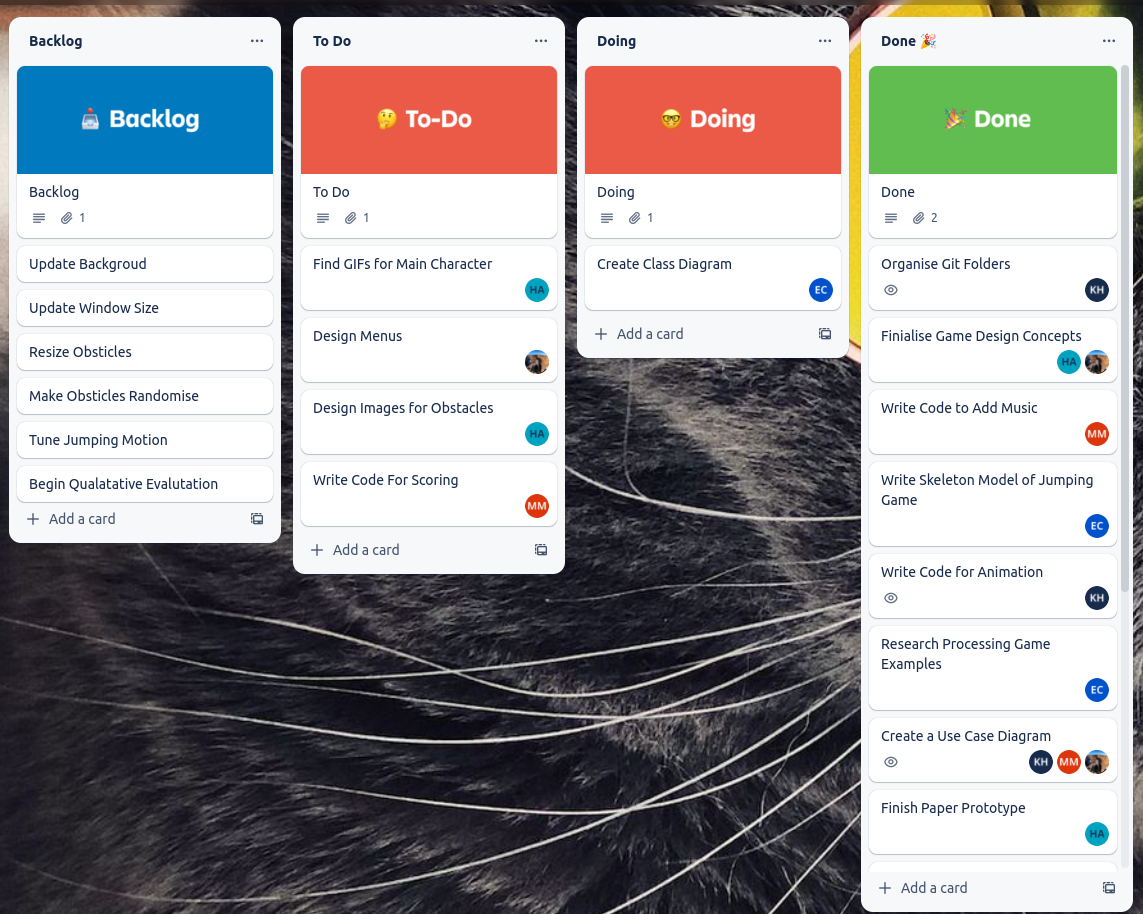 Backlog
Backlog
Backlog
1
Update Backgroud
Update Window Size
Resize Obsticles
Make Obsticles Randomise
Tune Jumping Motion
Begin Qualatative Evalutation
Add a card
To Do
To-Do
To Do
1
Find GIFs for Main Character
HA
Design Menus
Design Images for Obstacles
HA
Write Code For Scoring
MM
Add a card
Doing
Doing
Doing
1
Create Class Diagram
EC
Add a card
Done 🎉
Done
Done
2
Organise Git Folders
KH
Finialise Game Design Concepts
HA
Write Code to Add Music
MM
Write Skeleton Model of Jumping
Game
EC
Write Code for Animation
KH
Research Processing Game
Examples
EC
Create a Use Case Diagram
KH MM
Finish Paper Prototype
HA
Add a card